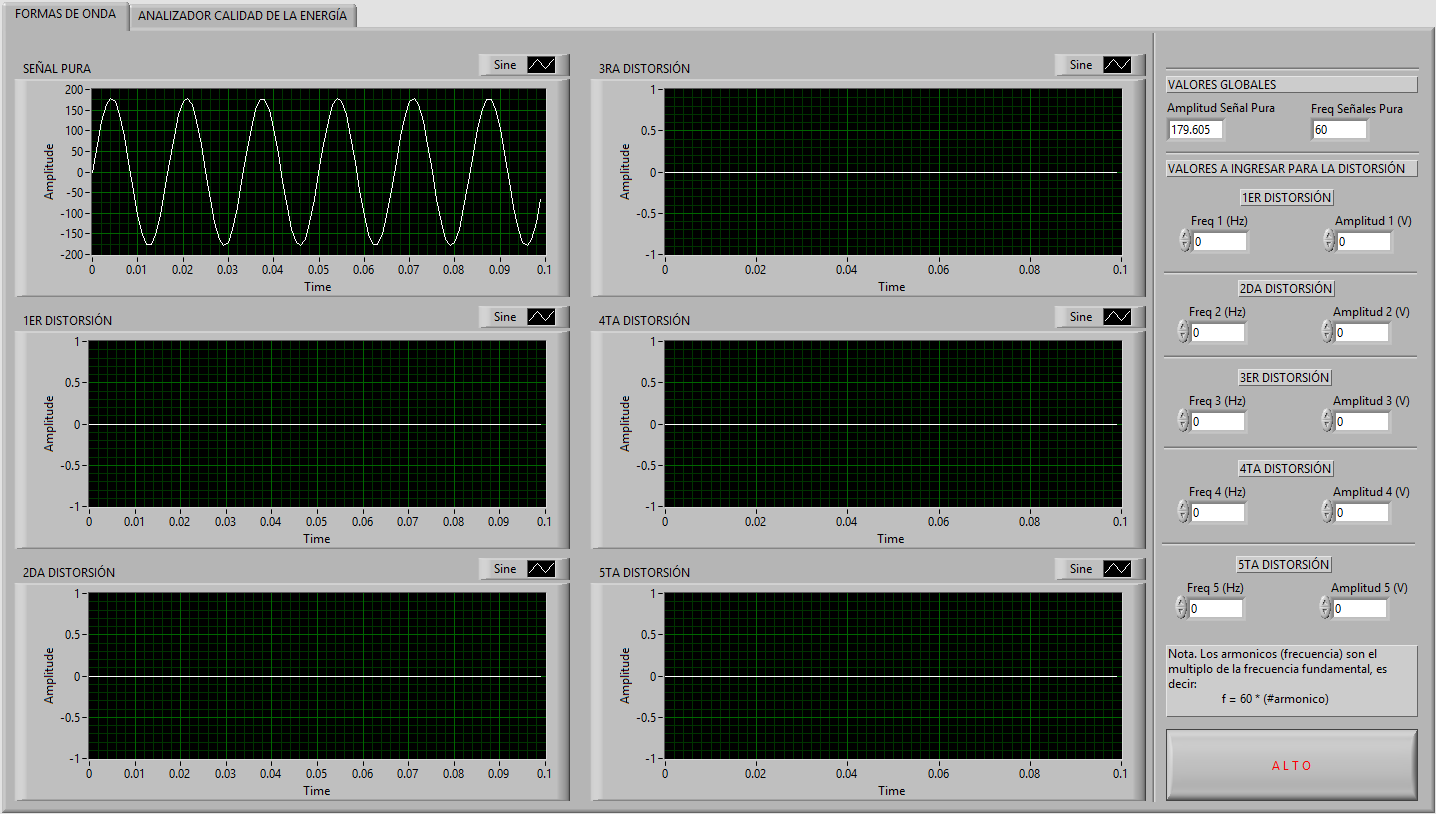 FORMAS DE ONDA
ANALIZADOR CALIDAD DE LA ENERGÍA
SEÑAL PURA
Sine
200
150
100
50
0
-50
-100
-150
-200
Amplitude
0 0.01 0.02 0.03 0.04 0.05 0.06 0.07 0.08 0.09 0.1
Time
1ER DISTORSIÓN
Sine
1
0.5
0
-0.5
-1
Amplitude
0 0.01 0.02 0.03 0.04 0.05 0.06 0.07 0.08 0.09 0.1
Time
2DA DISTORSIÓN
Sine
1
0.5
0
-0.5
-1
Amplitude
0 0.01 0.02 0.03 0.04 0.05 0.06 0.07 0.08 0.09 0.1
Time
3RA DISTORSIÓN
Sine
1
0.5
0
-0.5
-1
Amplitude
0 0.02 0.04 0.06 0.08 0.1
Time
4TA DISTORSIÓN
Sine
1
0.5
0
-0.5
-1
Amplitude
0 0.02 0.04 0.06 0.08 0.1
Time
5TA DISTORSIÓN
Sine
1
0.5
0
-0.5
-1
Amplitude
0 0.02 0.04 0.06 0.08 0.1
Time
VALORES GLOBALES
Amplitud Señal Pura Freq Señales Pura
179.605 60
VALORES A INGRESAR PARA LA DISTORSIÓN
1ER DISTORSIÓN
Freq 1 (Hz) Amplitud 1 (V)
0 0
2DA DISTORSIÓN
Freq 2 (Hz) Amplitud 2 (V)
0 0
3ER DISTORSIÓN
Freq 3 (Hz) Amplitud 3 (V)
0 0
4TA DISTORSIÓN
Freq 4 (Hz) Amplitud 4 (V)
0 0
5TA DISTORSIÓN
Freq 5 (Hz) Amplitud 5 (V)
0 0
Nota. Los armonicos (frecuencia) son el
multiplo de la frecuencia fundamental, es
decir:
f = 60 * (#armonico)
ALTO